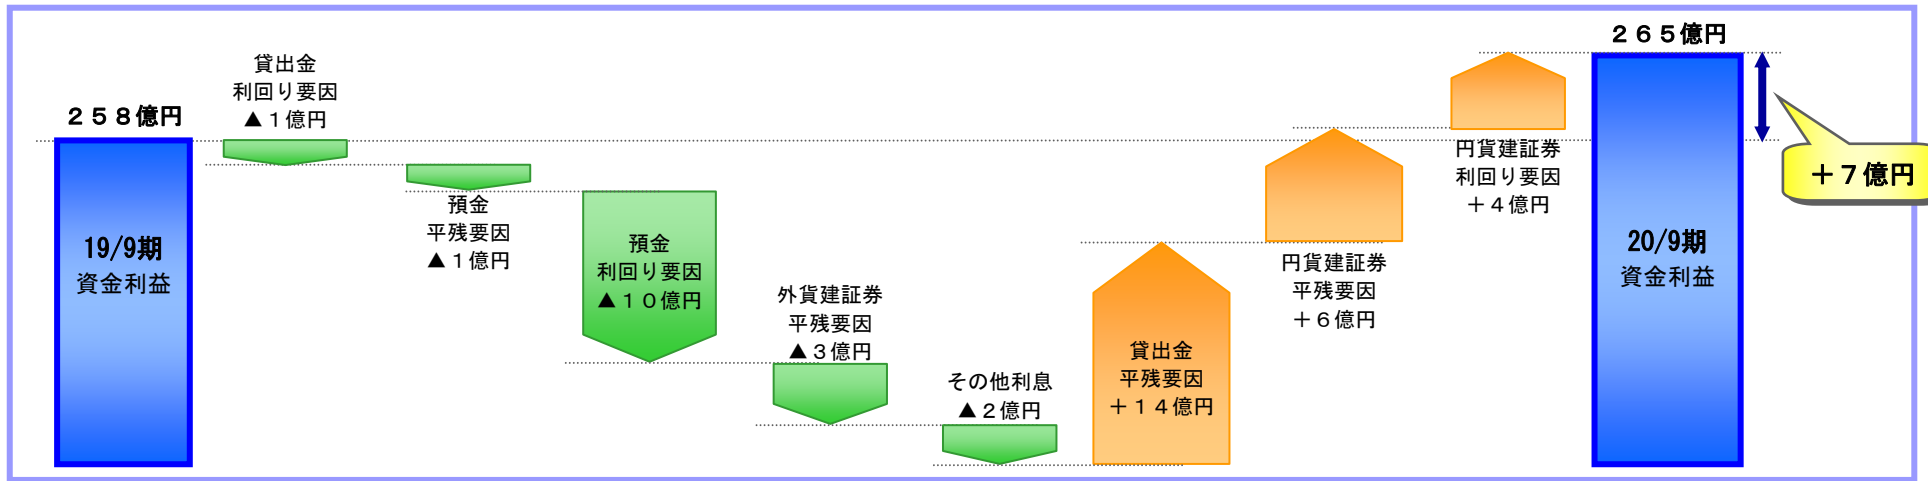 ２５８億円
19/9期
資金利益
貸出金
利回り要因
▲１億円
預金
平残要因
▲１億円
預金
利回り要因
▲１０億円
外貨建証券
平残要因
▲３億円
その他利息
▲２億円
貸出金
平残要因
＋１４億円
円貨建証券
平残要因
＋６億円
円貨建証券
利回り要因
＋４億円
２６５億円
20/9期
資金利益
＋７億円